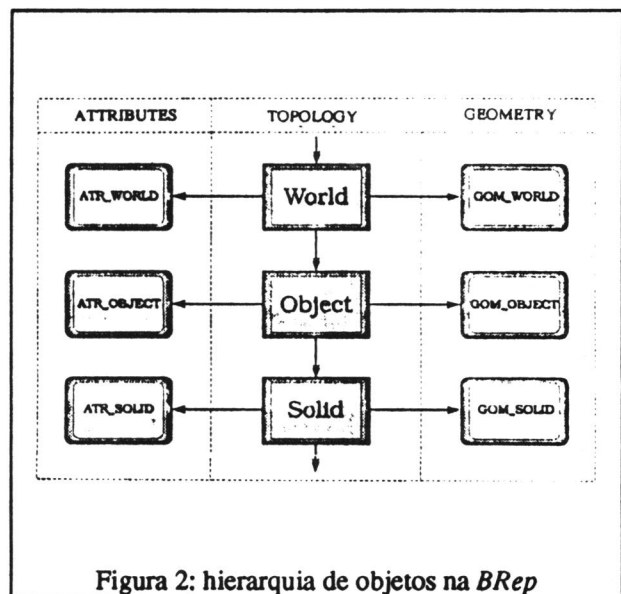 ATTRIBUTES TOPOLOGY GEOMETRY
ATR_WORLD World GOM_WORLD
ATR_OBJECT Object GOM_OBJECT
ATR_SOLID Solid GOM_SOLID
Figura 2: hierarquia de objetos na BRep